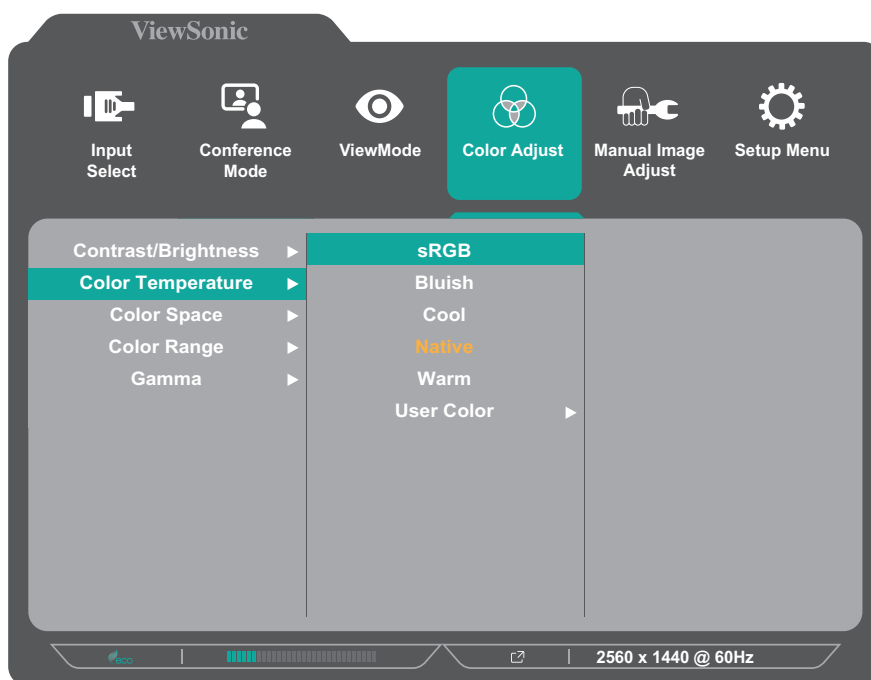 ViewSonic
Input
Select
Conference
Mode
ViewMode
Color Adjust
Manual Image
Adjust
Setup Menu
Contrast/Brightness
Color Temperature
Color Space
Color Range
Gamma
sRGB
Bluish
Cool
Native
Warm
User Color
eco
2560 x 1440 @ 60Hz